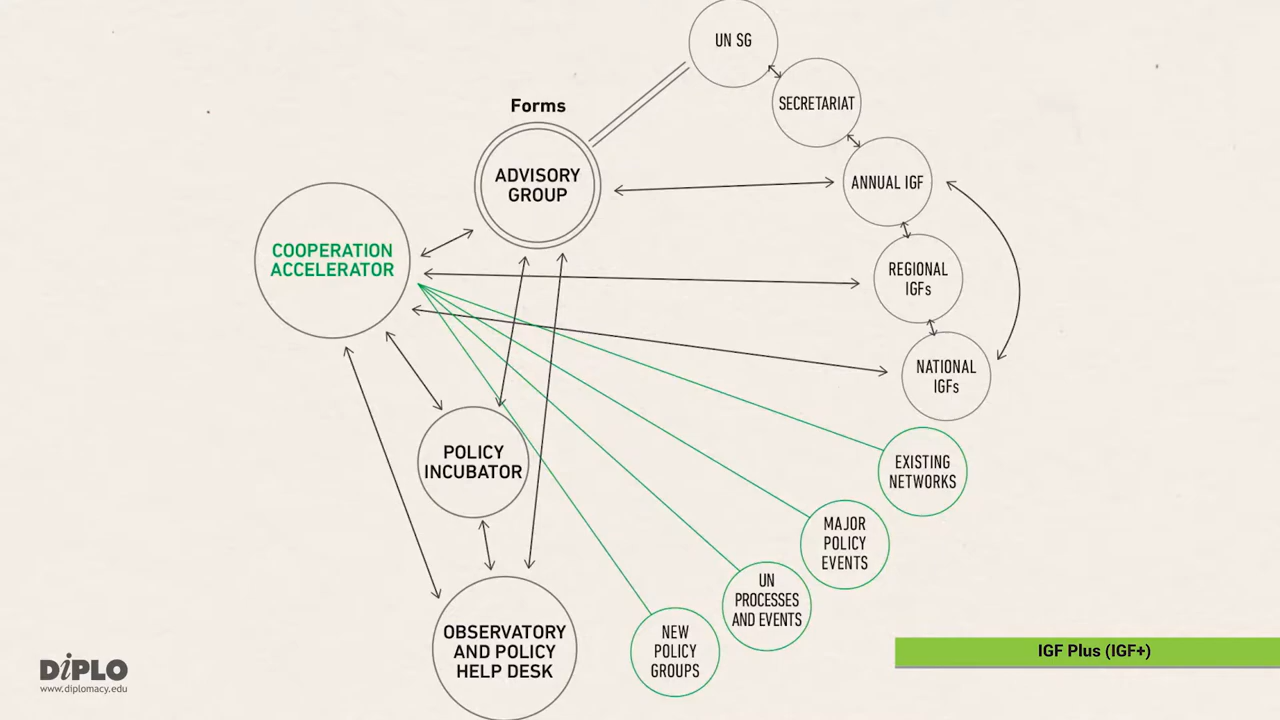 UN SG
SECRETARIAT
Forms
ADVISORY
GROUP
ANNUAL IGF
COOPERATION
ACCELERATOR
REGIONAL
IGFs
NATIONAL
IGFs
POLICY
INCUBATOR
EXISTING
NETWORKS
MAJOR
POLICY
EVENTS
UN
PROCESSES
AND EVENTS
NEW
POLICY
GROUPS
OBSERVATORY
AND POLICY
HELP DESK
IGF Plus (IGF+)
DiPLO
www.diplomacy.edu